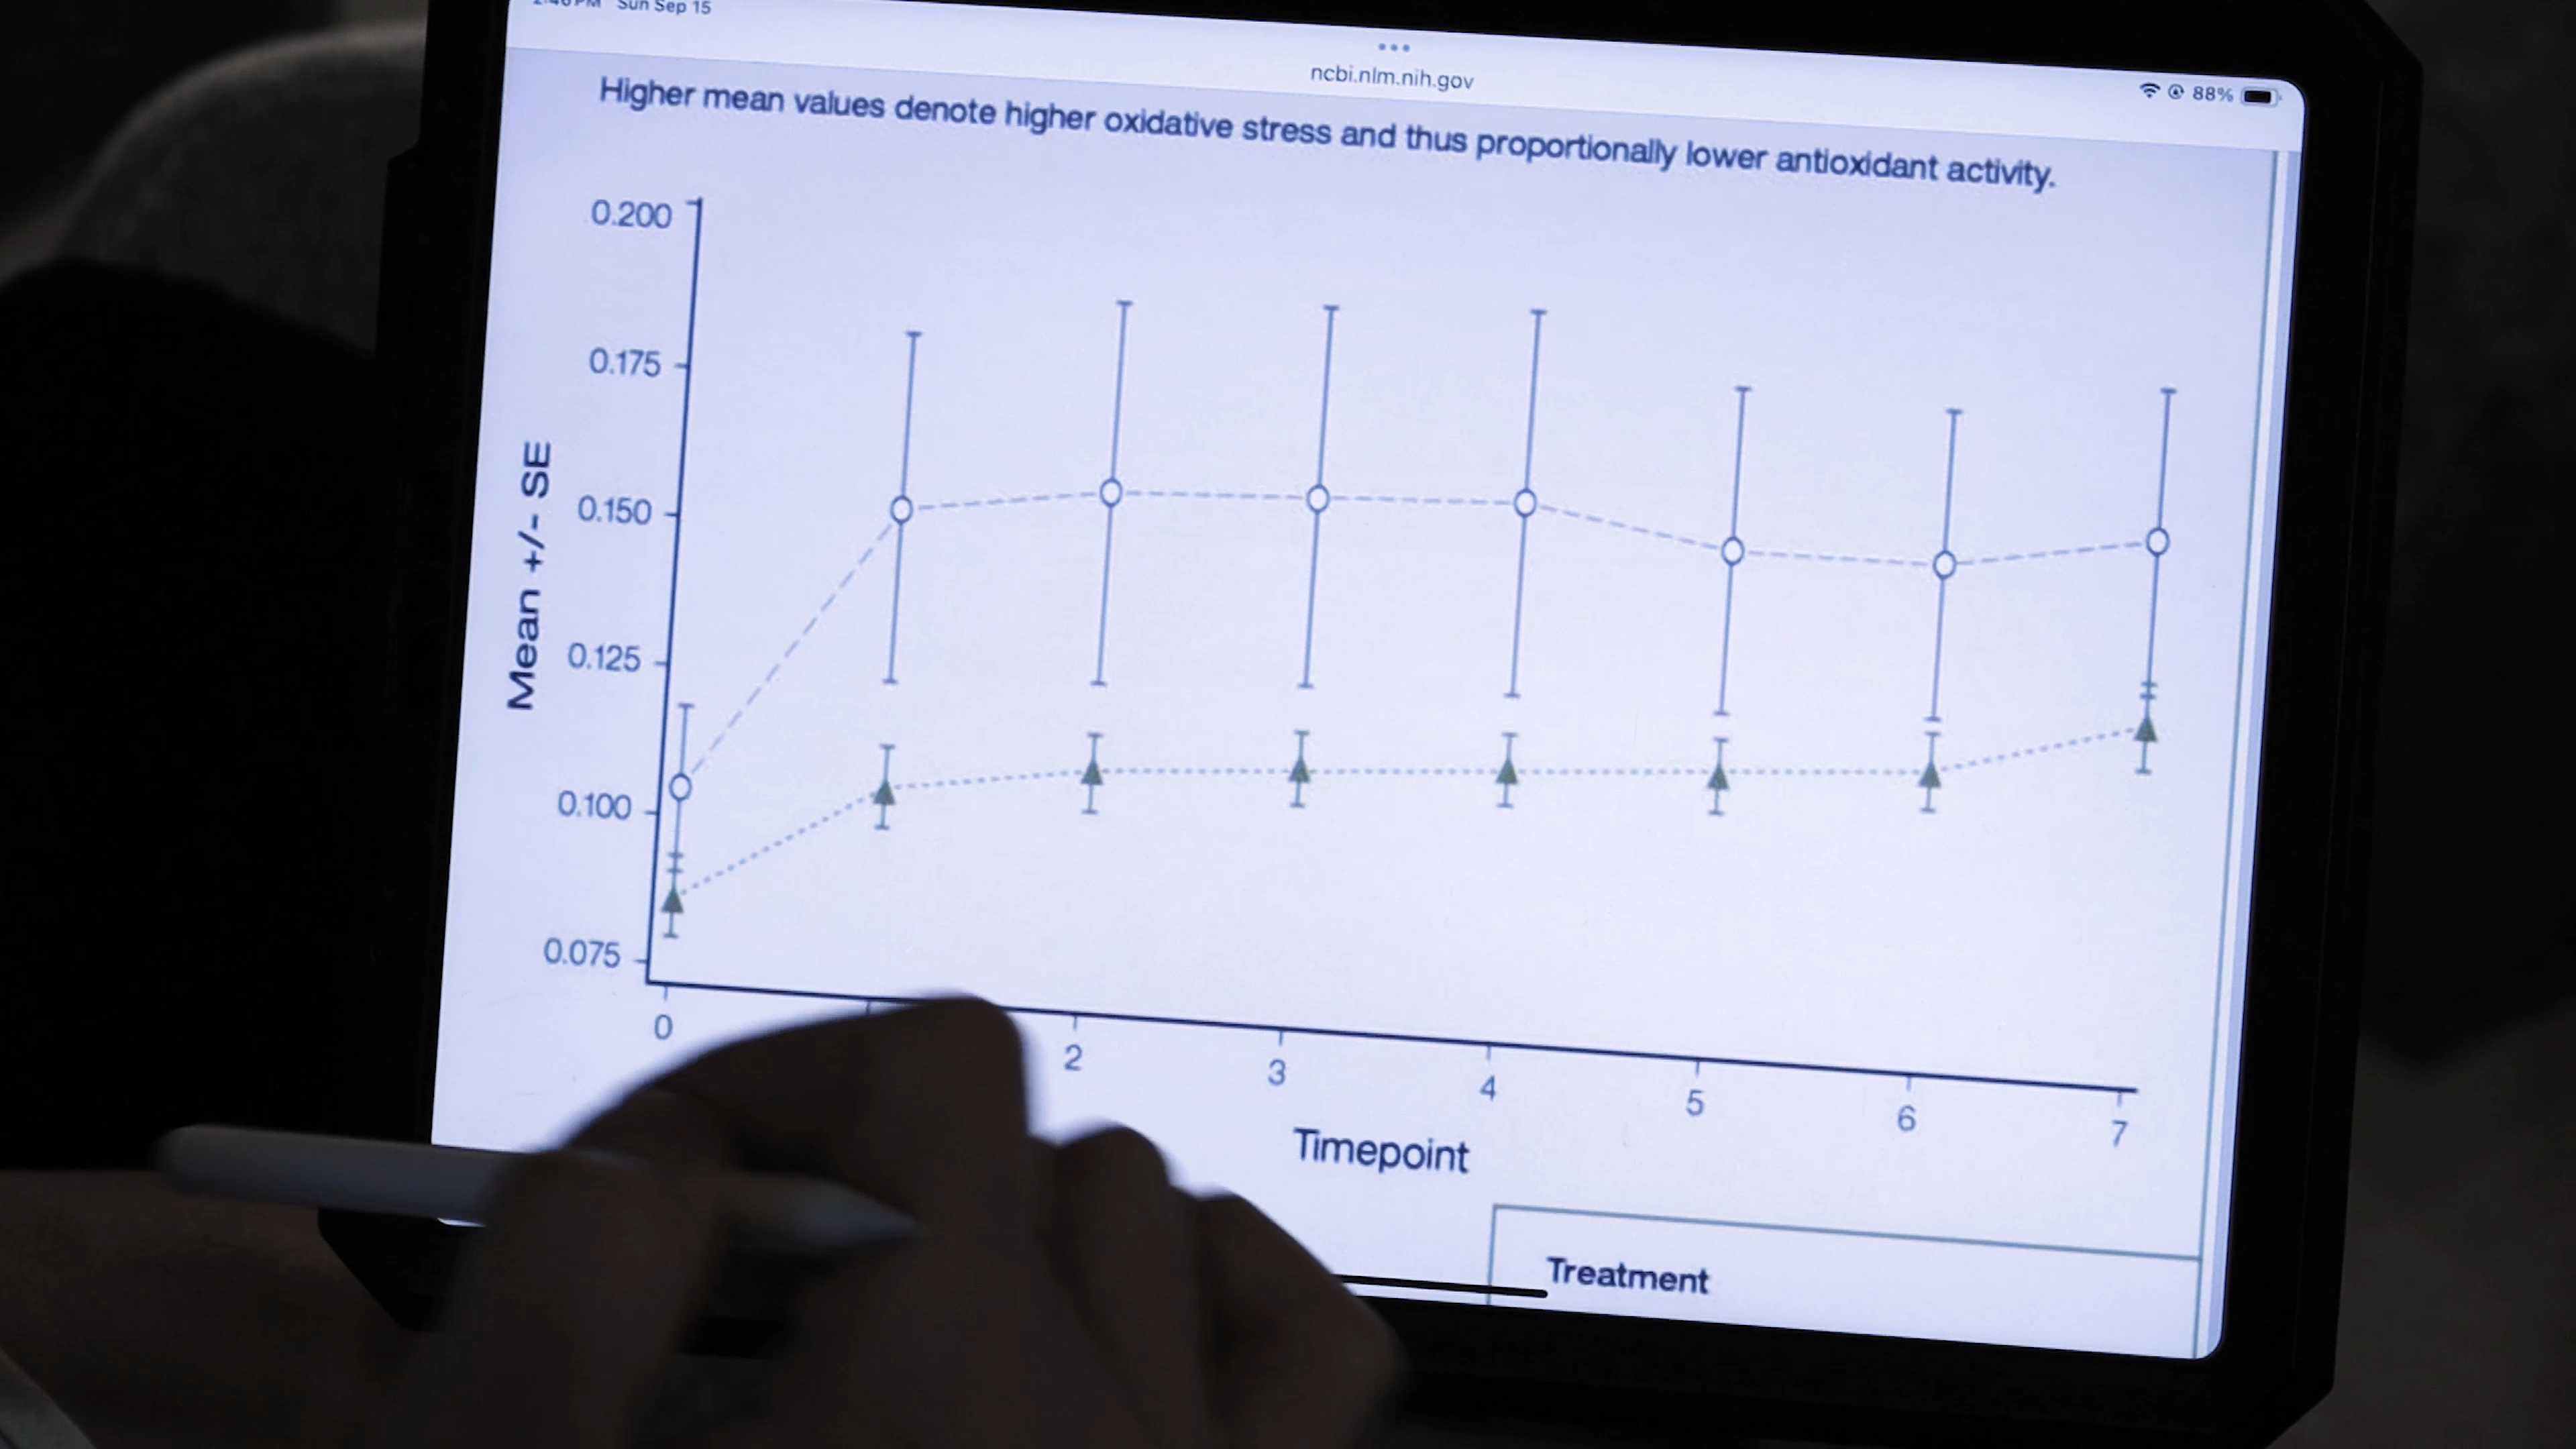 Sun Sep 15
ncbi.nlm.nih.gov
88%
Higher mean values denote higher oxidative stress and thus proportionally lower antioxidant activity.
0.200
0.175
0.150
0.125
0.100
0.075
Mean +/- SE
0
2
3
4
5
6
7
Timepoint
Treatment